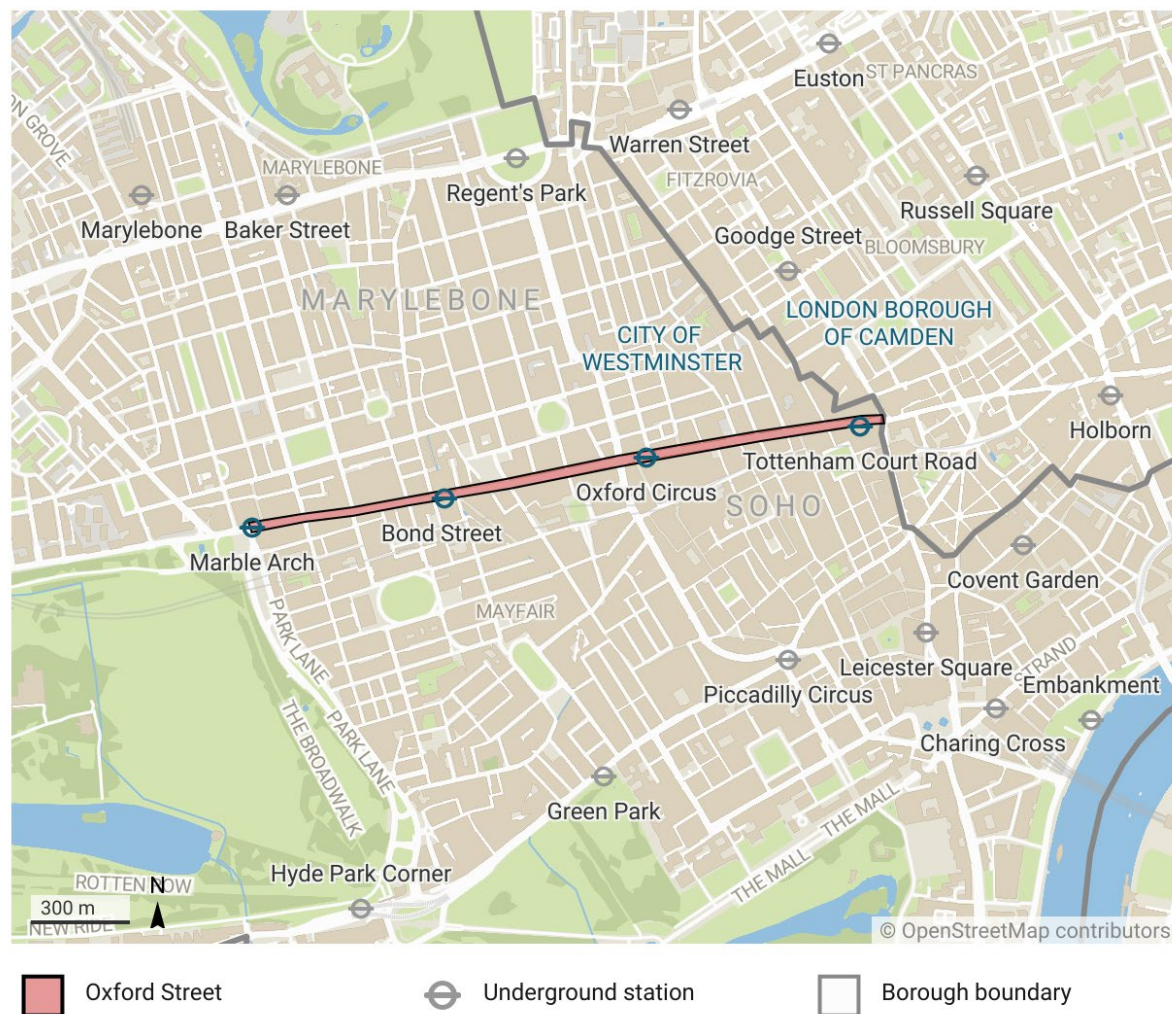 Euston
ST PANCRAS
ON GROVE
Warren Street
MARYLEBONE
Regent's Park
FITZROVIA
Russell Square
Marylebone
Baker Street
Goodge Street
BLOOMSBURY
MARYLEBONE
LONDON BOROUGH
OF CAMDEN
CITY OF
WESTMINSTER
Holborn
Tottenham Court Road
Oxford Circus
SOHO
Bond Street
Marble Arch
Covent Garden
MAYFAIR
PARK LANE
STRAND
Leicester Square
Embankment
Piccadilly Circus
THE BROADWALK
PARK LANE
Charing Cross
Green Park
THE MALL
THE MALL
Hyde Park Corner
ROTTEN ROW
N
300 m
NEW RIDE
© OpenStreetMap contributors
Oxford Street
Underground station
Borough boundary